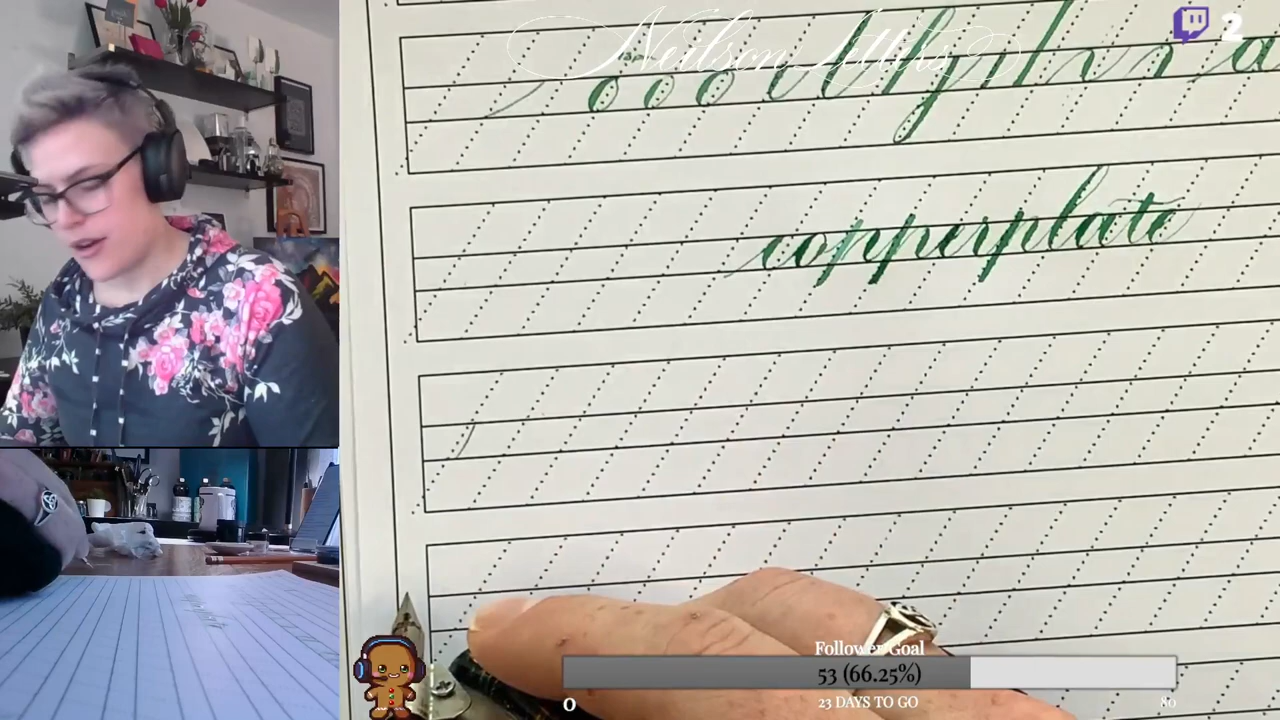 Neilson Letters
2
copperplate
Follower Goal
53 (66.25%)
0
80
23 DAYS TO GO